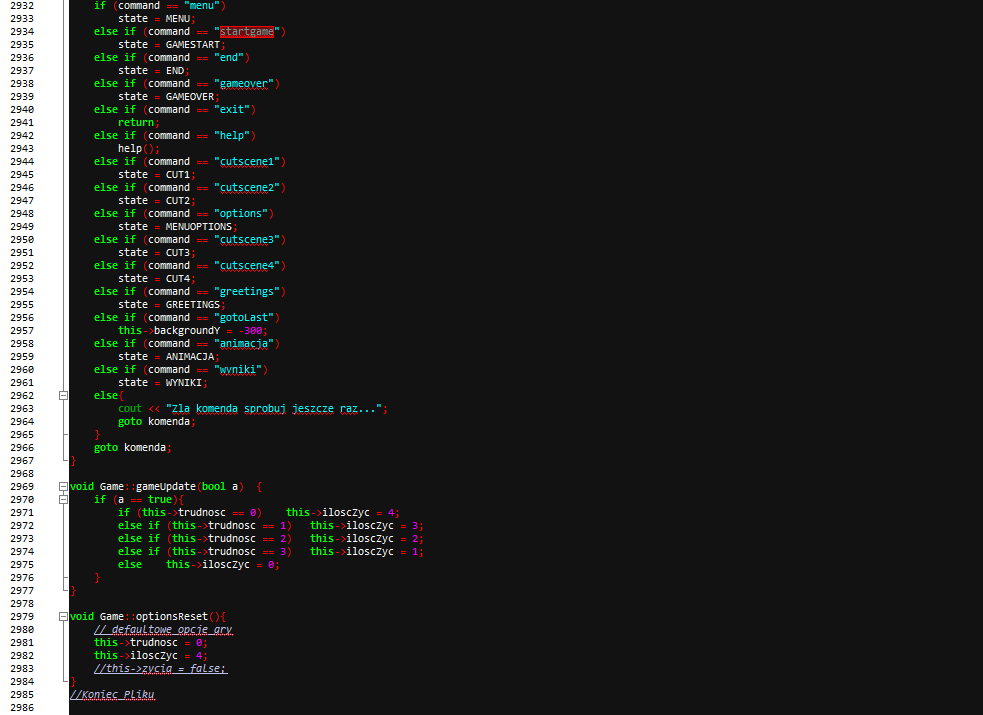 2932 if (command == "menu")
2933 state = MENU;
2934 else if (command == "startgame")
2935 state = GAMESTART;
2936 else if (command == "end")
2937 state = END;
2938 else if (command == "gameover")
2939 state = GAMEOVER;
2940 else if (command == "exit")
2941 return;
2942 else if (command == "help")
2943 help();
2944 else if (command == "cutscene1")
2945 state = CUT1;
2946 else if (command == "cutscene2")
2947 state = CUT2;
2948 else if (command == "options")
2949 state = MENUOPTIONS;
2950 else if (command == "cutscene3")
2951 state = CUT3;
2952 else if (command == "cutscene4")
2953 state = CUT4;
2954 else if (command == "greetings")
2955 state = GREETINGS;
2956 else if (command == "gotoLast")
2957 this->backgroundY = -300;
2958 else if (command == "animacja")
2959 state = ANIMACJA;
2960 else if (command == "wyniki")
2961 state = WYNIKI;
2962 else{
2963 cout << "Zla komenda sprobuj jeszcze raz...";
2964 goto komenda;
2965 }
2966 goto komenda;
2967 }
2968
2969 void Game::gameUpdate(bool a) {
2970 if (a == true){
2971 if (this->trudnosc == 0) this->iloscZyc = 4;
2972 else if (this->trudnosc == 1) this->iloscZyc = 3;
2973 else if (this->trudnosc == 2) this->iloscZyc = 2;
2974 else if (this->trudnosc == 3) this->iloscZyc = 1;
2975 else this->iloscZyc = 0;
2976 }
2977 }
2978
2979 void Game::optionsReset(){
2980 // defaultowe opcje gry
2981 this->trudnosc = 0;
2982 this->iloscZyc = 4;
2983 //this->zycia = false;
2984 }
2985 //Koniec Pliku
2986